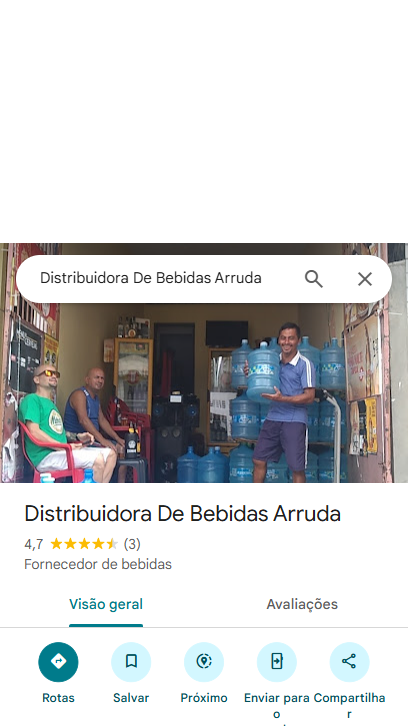 Distribuidora De Bebidas Arruda
Distribuidora De Bebidas Arruda
4,7 (3)
Fornecedor de bebidas
Visão geral Avaliações
Rotas Salvar Próximo Enviar para o Compartilhar